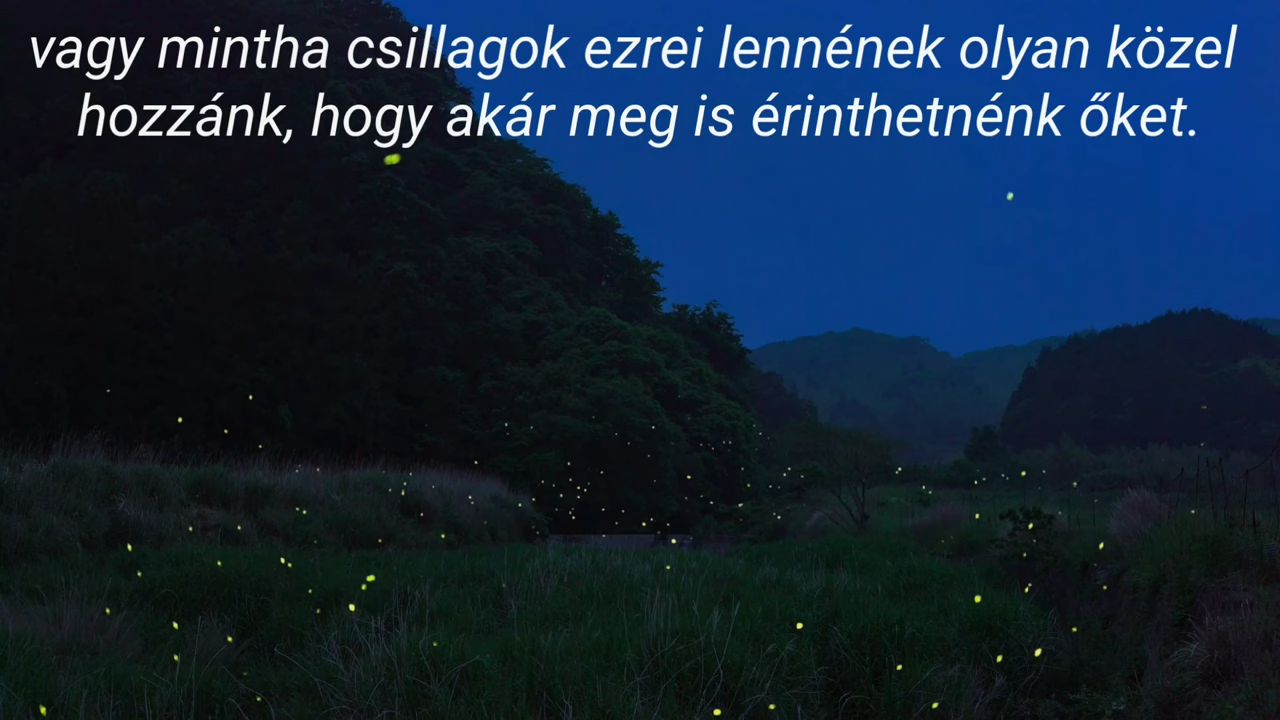 vagy mintha csillagok ezrei lennének olyan közel
hozzánk, hogy akár meg is érinthetnénk őket.